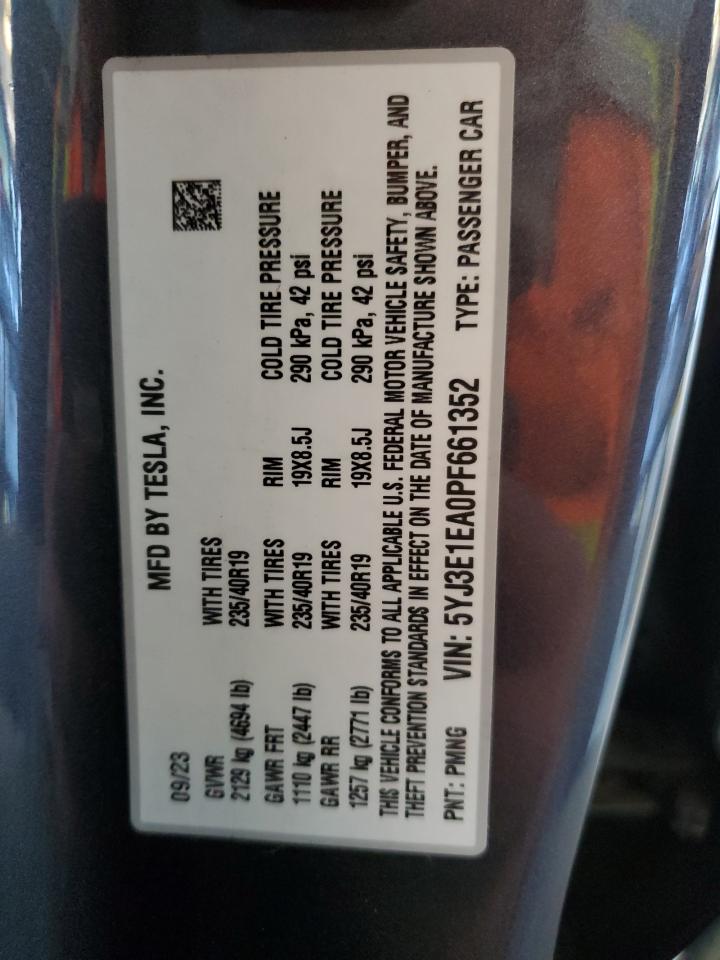 09/23 MFD BY TESLA, INC.
GVWR WITH TIRES
2129 kg (4694 lb) 235/40R19
GAWR FRT WITH TIRES RIM COLD TIRE PRESSURE
1110 kg (2447 lb) 235/40R19 19X8.5J 290 kPa, 42 psi
GAWR RR WITH TIRES RIM COLD TIRE PRESSURE
1257 kg (2771 lb) 235/40R19 19X8.5J 290 kPa, 42 psi
THIS VEHICLE CONFORMS TO ALL APPLICABLE U.S. FEDERAL MOTOR VEHICLE SAFETY, BUMPER, AND
THEFT PREVENTION STANDARDS IN EFFECT ON THE DATE OF MANUFACTURE SHOWN ABOVE.
PNT: PMNG VIN: 5YJ3E1EA0PF661352 TYPE: PASSENGER CAR